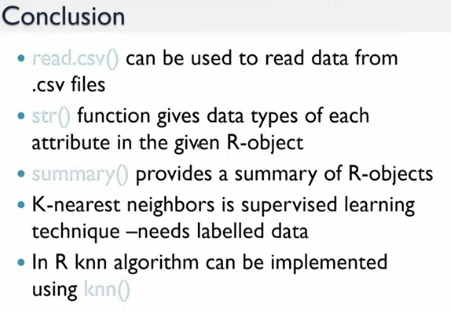 Conclusion
• read.csv() can be used to read data from
.csv files
• str() function gives data types of each
attribute in the given R-object
• summary() provides a summary of R-objects
• K-nearest neighbors is supervised learning
technique –needs labelled data
• In R knn algorithm can be implemented
using knn()